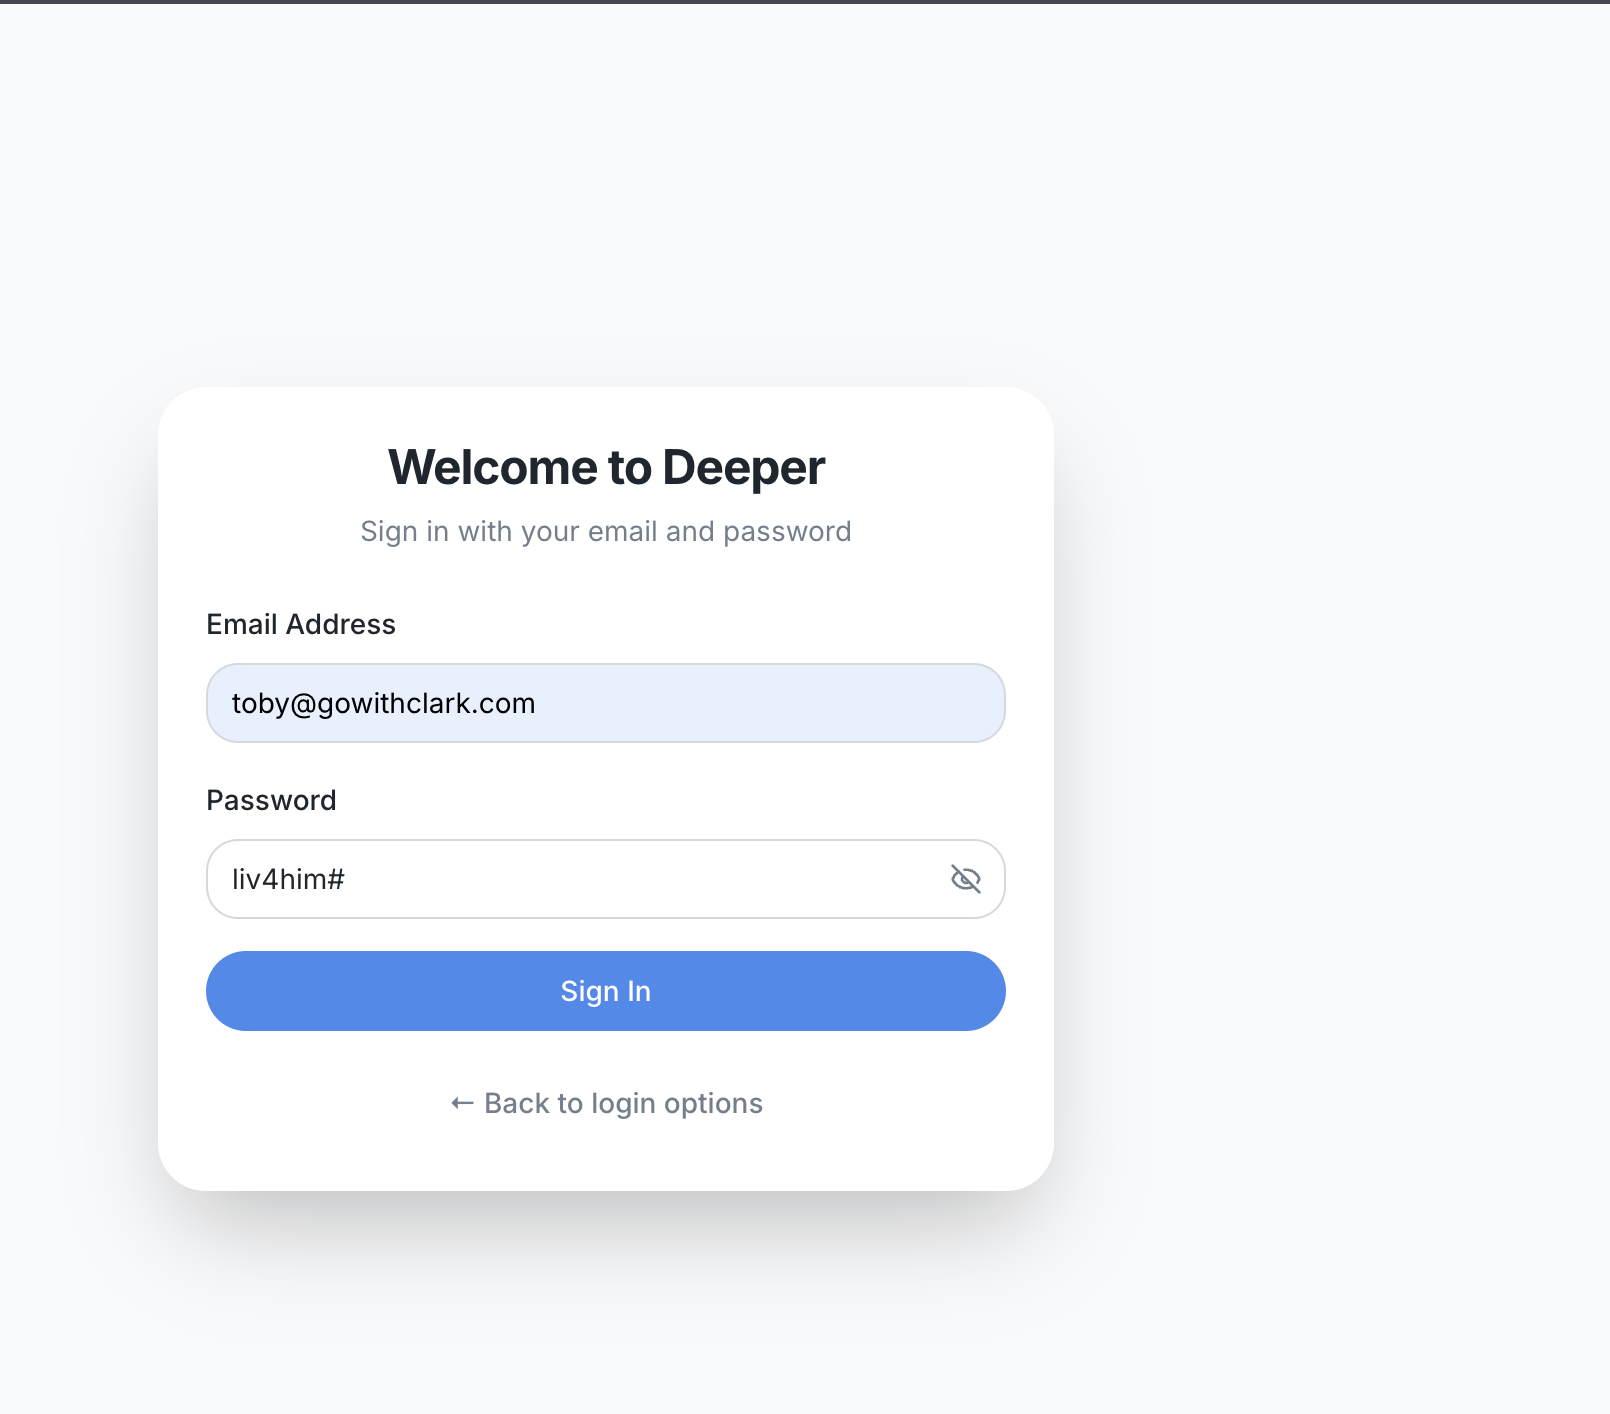 Welcome to Deeper
Sign in with your email and password
Email Address
toby@gowithclark.com
Password
liv4him#
Sign In
← Back to login options